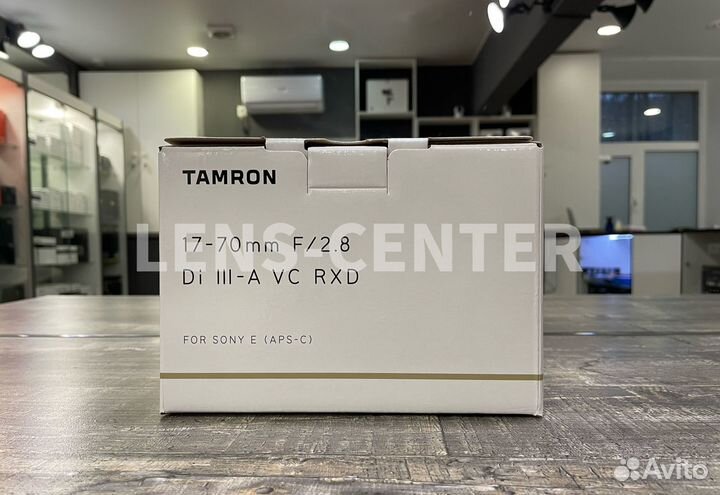 TAMRON
17-70mm F/2.8
LENS-CENTER
Di III-A VC RXD
FOR SONY E (APS-C)
Avito